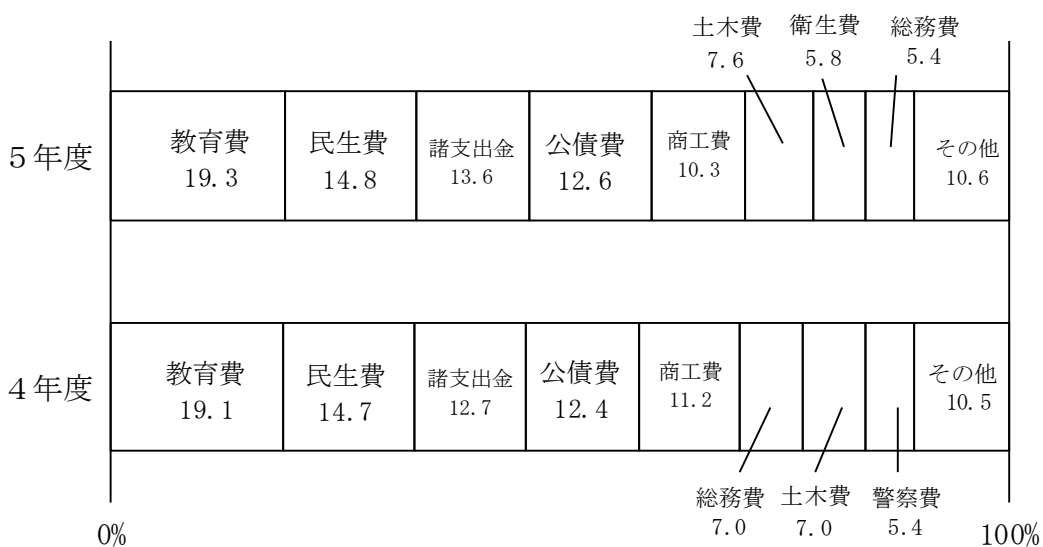 土木費 衛生費 総務費
7.6 5.8 5.4
５年度
教育費 民生費 諸支出金 公債費 商工費 その他
19.3 14.8 13.6 12.6 10.3 10.6
４年度
教育費 民生費 諸支出金 公債費 商工費 その他
19.1 14.7 12.7 12.4 11.2 10.5
総務費 土木費 警察費
7.0 7.0 5.4
0% 100%